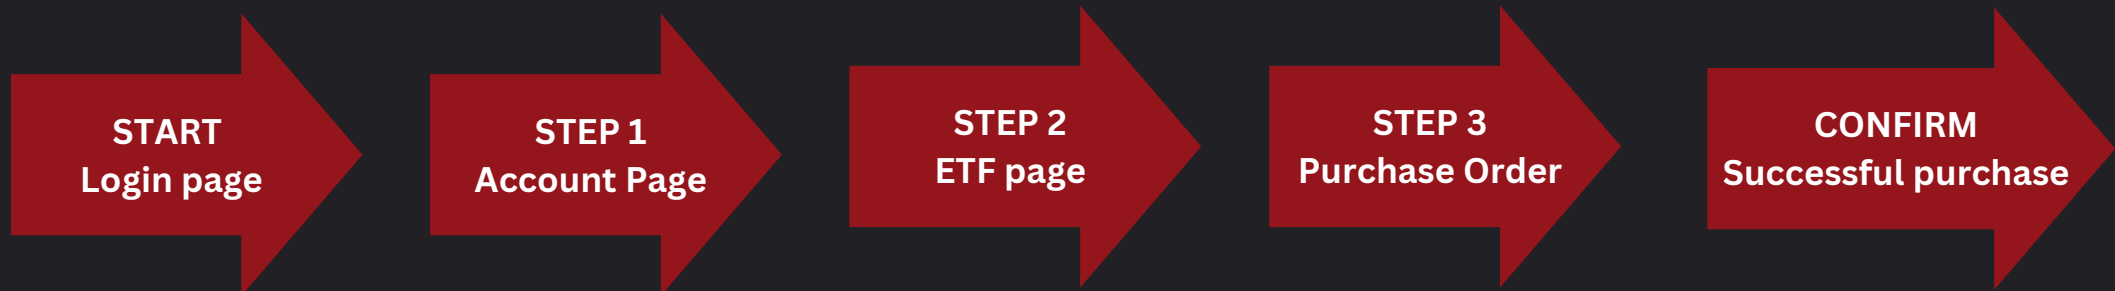 START
Login page
STEP 1
Account Page
STEP 2
ETF page
STEP 3
Purchase Order
CONFIRM
Successful purchase